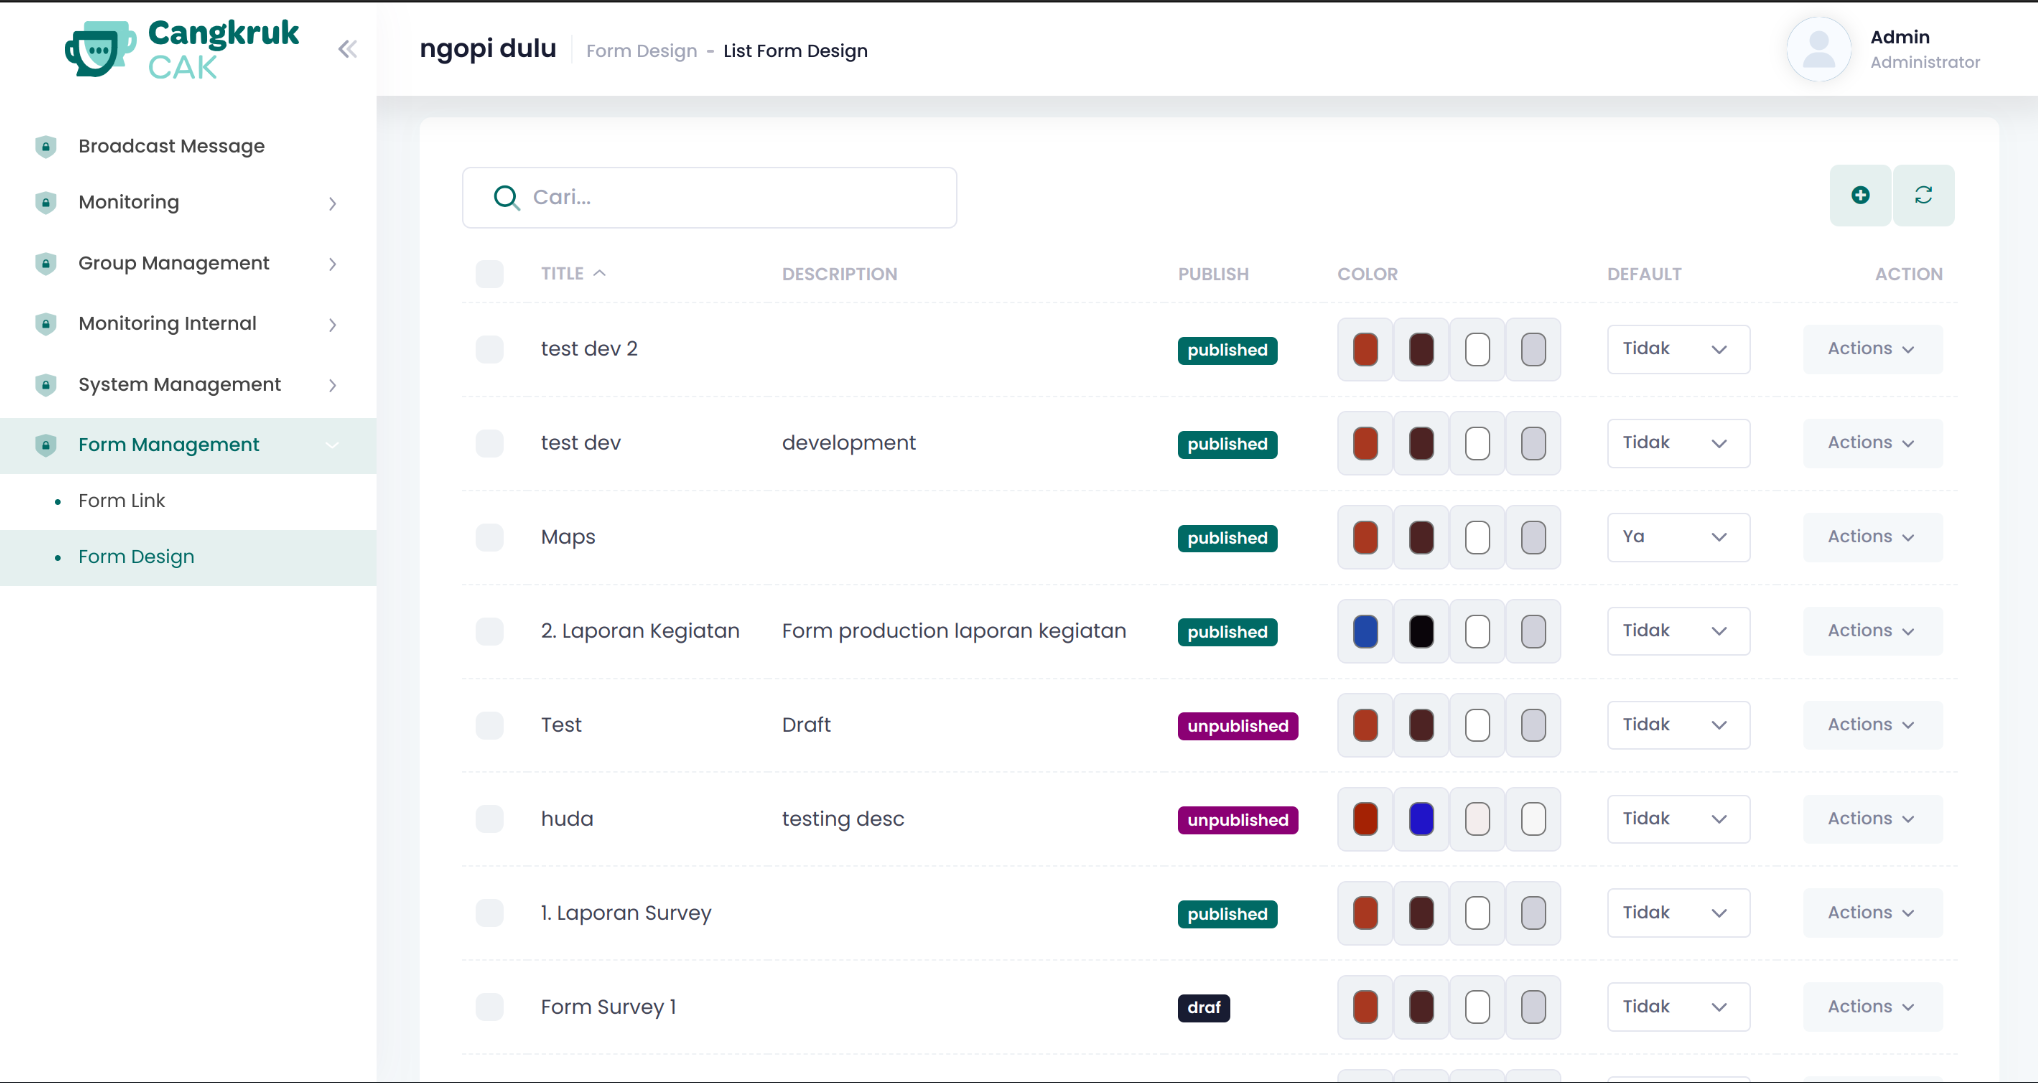 Cangkruk
CAK
ngopi dulu
Form Design - List Form Design
Admin
Administrator
Broadcast Message
Monitoring
Group Management
Monitoring Internal
System Management
Form Management
Form Link
Form Design
Cari...
TITLE DESCRIPTION PUBLISH COLOR DEFAULT ACTION
test dev 2 published Tidak Actions
test dev development published Tidak Actions
Maps published Ya Actions
2. Laporan Kegiatan Form production laporan kegiatan published Tidak Actions
Test Draft unpublished Tidak Actions
huda testing desc unpublished Tidak Actions
1. Laporan Survey published Tidak Actions
Form Survey 1 draf Tidak Actions